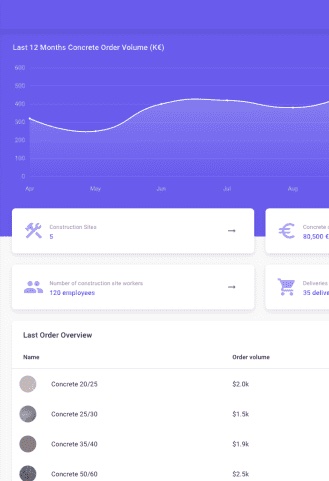 Last 12 Months Concrete Order Volume (K€)
600
500
400
300
200
100
0
Apr May Jun Jul Aug
Construction Sites
5
Concrete
80,500 €
Number of construction site workers
120 employees
Deliveries
35 delive
Last Order Overview
Name Order volume
Concrete 20/25 $2.0k
Concrete 25/30 $1.5k
Concrete 35/40 $1.9k
Concrete 50/60 $2.5k